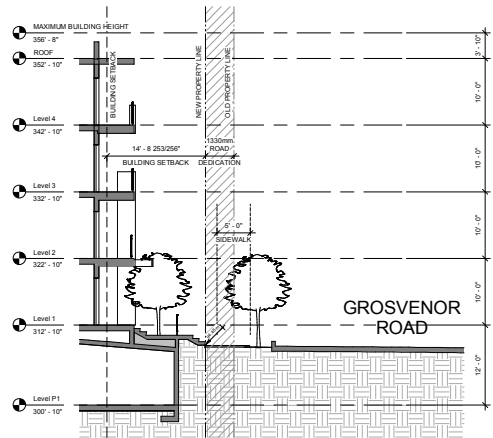 MAXIMUM BUILDING HEIGHT
356' - 8"
ROOF
352' - 10"
Level 4
342' - 10"
Level 3
332' - 10"
Level 2
322' - 10"
Level 1
312' - 10"
Level P1
300' - 10"
BUILDING SETBACK
NEW PROPERTY LINE
OLD PROPERTY LINE
14' - 8 253/256"
BUILDING SETBACK
1330mm
ROAD
DEDICATION
5' - 0"
SIDEWALK
GROSVENOR
ROAD
3' - 10"
10' - 0"
10' - 0"
10' - 0"
10' - 0"
12' - 0"